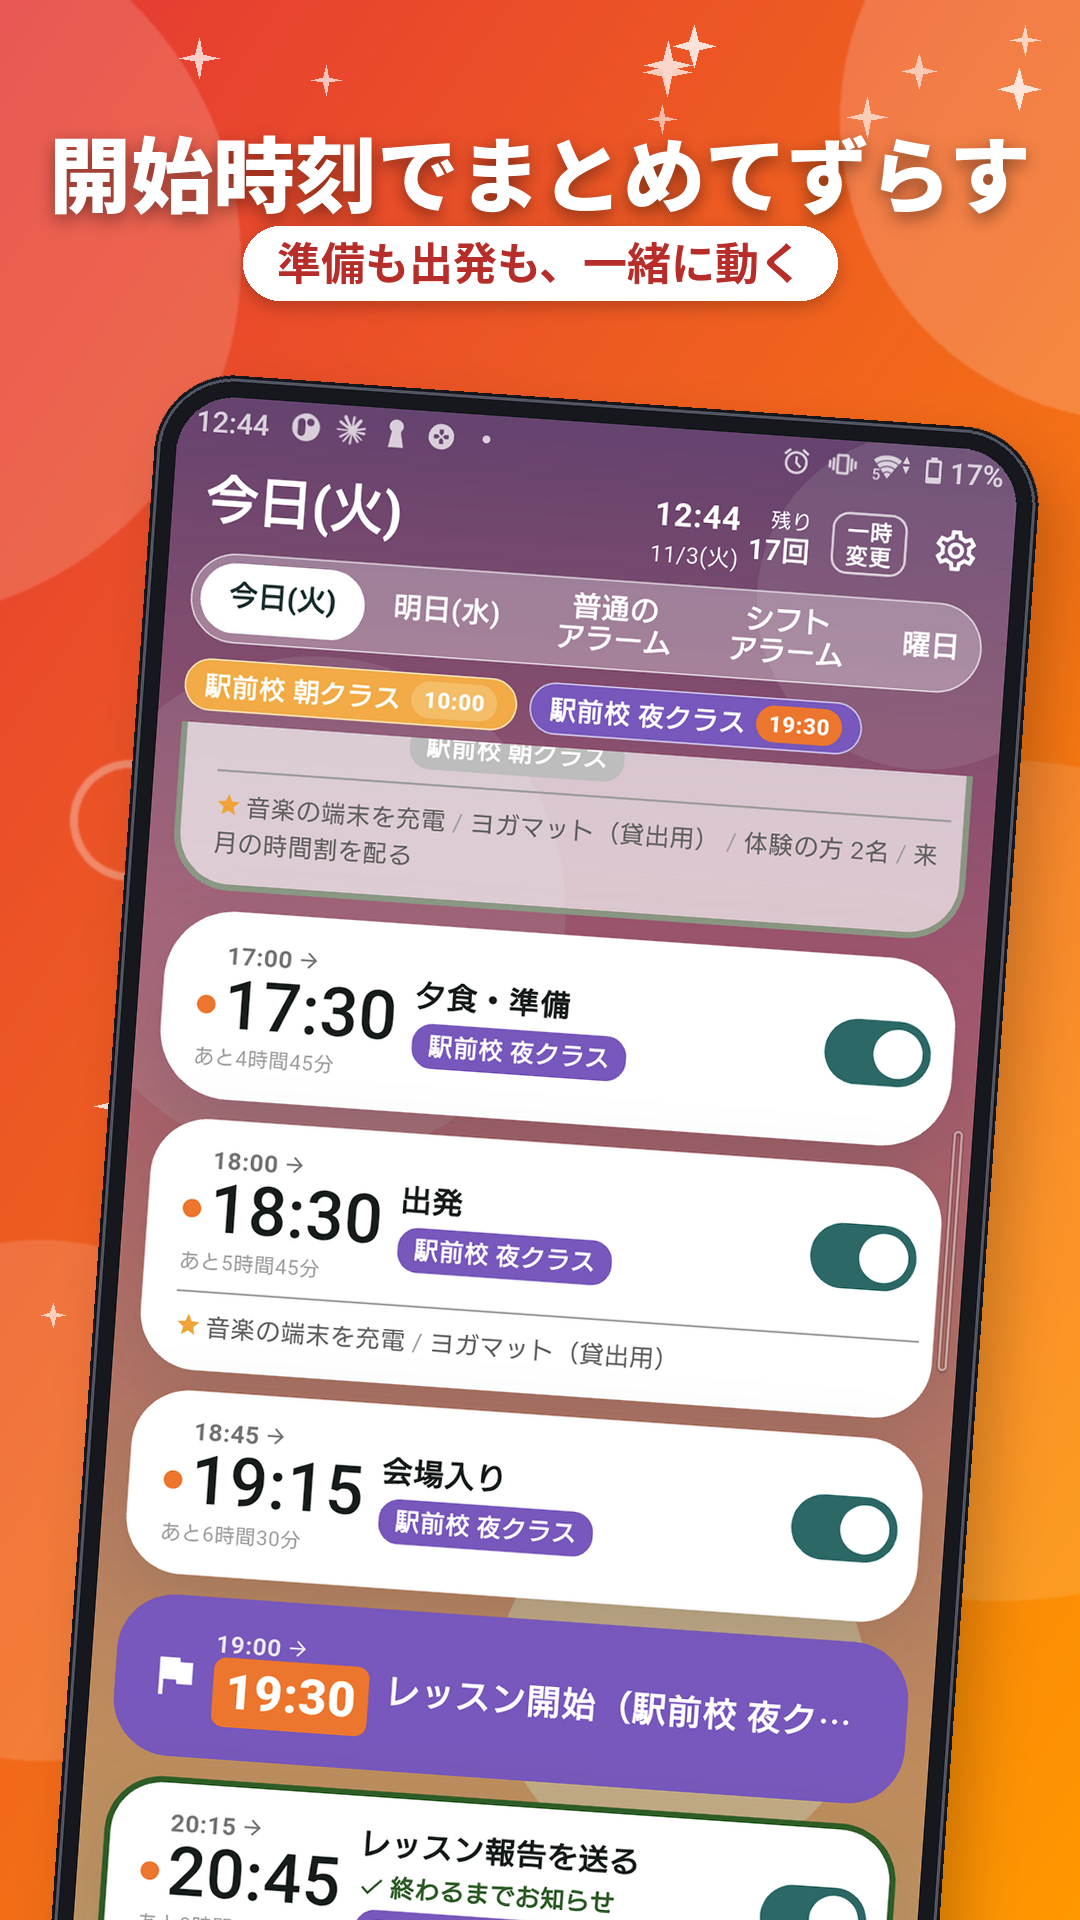 開始時刻でまとめてずらす
準備も出発も、一緒に動く
12:44
17%
今日(火)
12:44
11/3(火)
残り
17回
一時
変更
今日(火)
明日(水)
普通の
アラーム
シフト
アラーム
曜日
駅前校 朝クラス 10:00
駅前校 夜クラス 19:30
駅前校 朝クラス
★音楽の端末を充電 / ヨガマット（貸出用） / 体験の方 2名 / 来
月の時間割を配る
17:00→
17:30
あと4時間45分
夕食・準備
駅前校 夜クラス
18:00→
18:30
あと5時間45分
出発
駅前校 夜クラス
★音楽の端末を充電 / ヨガマット（貸出用）
18:45→
19:15
あと6時間30分
会場入り
駅前校 夜クラス
19:00→
19:30
レッスン開始（駅前校 夜ク…
20:15→
20:45
レッスン報告を送る
✓終わるまでお知らせ